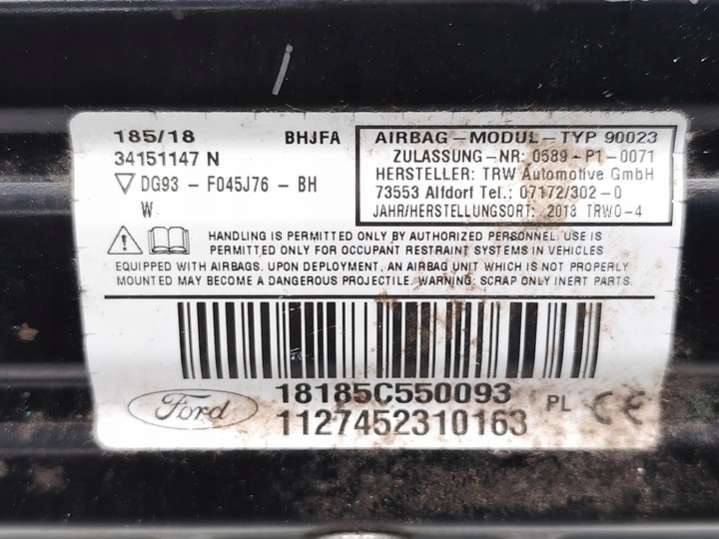 185/18 BHJFA
34151147 N
DG93 - F045J76 - BH
W
AIRBAG-MODUL-TYP 90023
ZULASSUNG-NR: 0589-P1-0071
HERSTELLER: TRW Automotive GmbH
73553 Alfdorf Tel.: 07172/302-0
JAHR/HERSTELLUNGSORT: 2018 TRWO-4
HANDLING IS PERMITTED ONLY BY AUTHORIZED PERSONNEL. USE IS
PERMITTED ONLY FOR OCCUPANT RESTRAINT SYSTEMS IN VEHICLES
EQUIPPED WITH AIRBAGS. UPON DEPLOYMENT, AN AIRBAG UNIT WHICH IS NOT PROPERLY
MOUNTED MAY BECOME A DANGEROUS PROJECTILE. WARNING: SCRAP ONLY INERT PARTS.
18185C550093
Ford PL CE
1127452310163